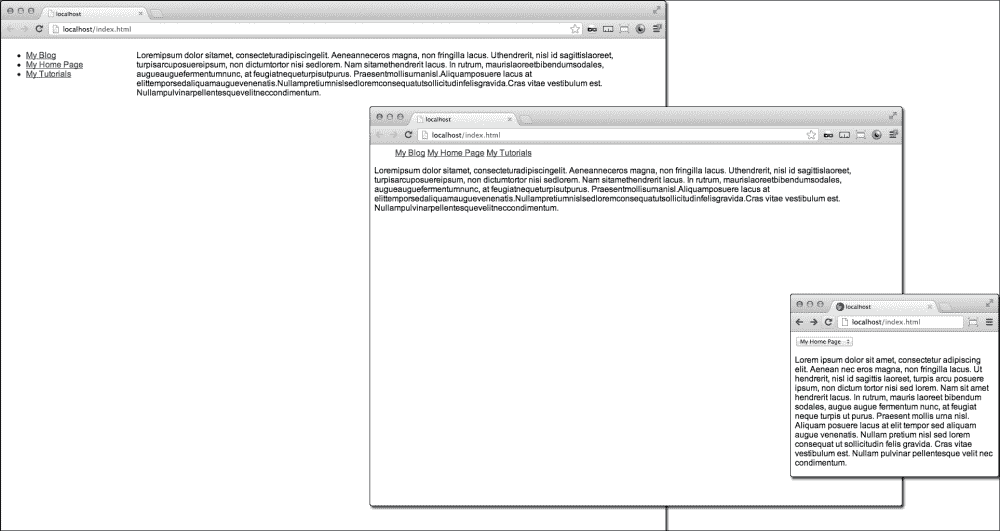 localhost
localhost/index.html
My Blog
My Home Page
My Tutorials
Loremipsum dolor sitamet, consecteturadipiscingelit. Aeneanneceros magna, non fringilla lacus. Uthendrerit, nisl id sagittislaoreet,
turpisarcuposuereipsum, non dictumtortor nisi sedlorem. Nam sitamethendrerit lacus. In rutrum, maurislaoreetbibendumsodales,
augueauguefermentumnunc, at feugiatnequeturpisutpurus. Praesentmollisumanisl.Aliquamposuere lacus at
elittemporsedaliquamauguevenenatis.Nullampretiumnislsedloremconsequatutsollicitudinfelisgravida.Cras vitae vestibulum est.
Nullampulvinarpellentesquevelitneccondimentum.
localhost
localhost/index.html
My Blog My Home Page My Tutorials
Loremipsum dolor sitamet, consecteturadipiscingelit. Aeneanneceros magna, non fringilla lacus. Uthendrerit, nisl id sagittislaoreet,
turpisarcuposuereipsum, non dictumtortor nisi sedlorem. Nam sitamethendrerit lacus. In rutrum, maurislaoreetbibendumsodales,
augueauguefermentumnunc, at feugiatnequeturpisutpurus. Praesentmollisumanisl.Aliquamposuere lacus at
elittemporsedaliquamauguevenenatis.Nullampretiumnislsedloremconsequatutsollicitudinfelisgravida.Cras vitae vestibulum est.
Nullampulvinarpellentesquevelitneccondimentum.
localhost
localhost/index.html
My Home Page
Lorem ipsum dolor sit amet, consectetur adipiscing
elit. Aenean nec eros magna, non fringilla lacus. Ut
hendrerit, nisl id sagittis laoreet, turpis arcu posuere
ipsum, non dictum tortor nisi sed lorem. Nam sit amet
hendrerit lacus. In rutrum, mauris laoreet bibendum
sodales, augue augue fermentum nunc, at feugiat
neque turpis ut purus. Praesent mollis urna nisl.
Aliquam posuere lacus at elit tempor sed aliquam
augue venenatis. Nullam pretium nisl sed lorem
consequat ut sollicitudin felis gravida. Cras vitae
vestibulum est. Nullam pulvinar pellentesque velit nec
condimentum.